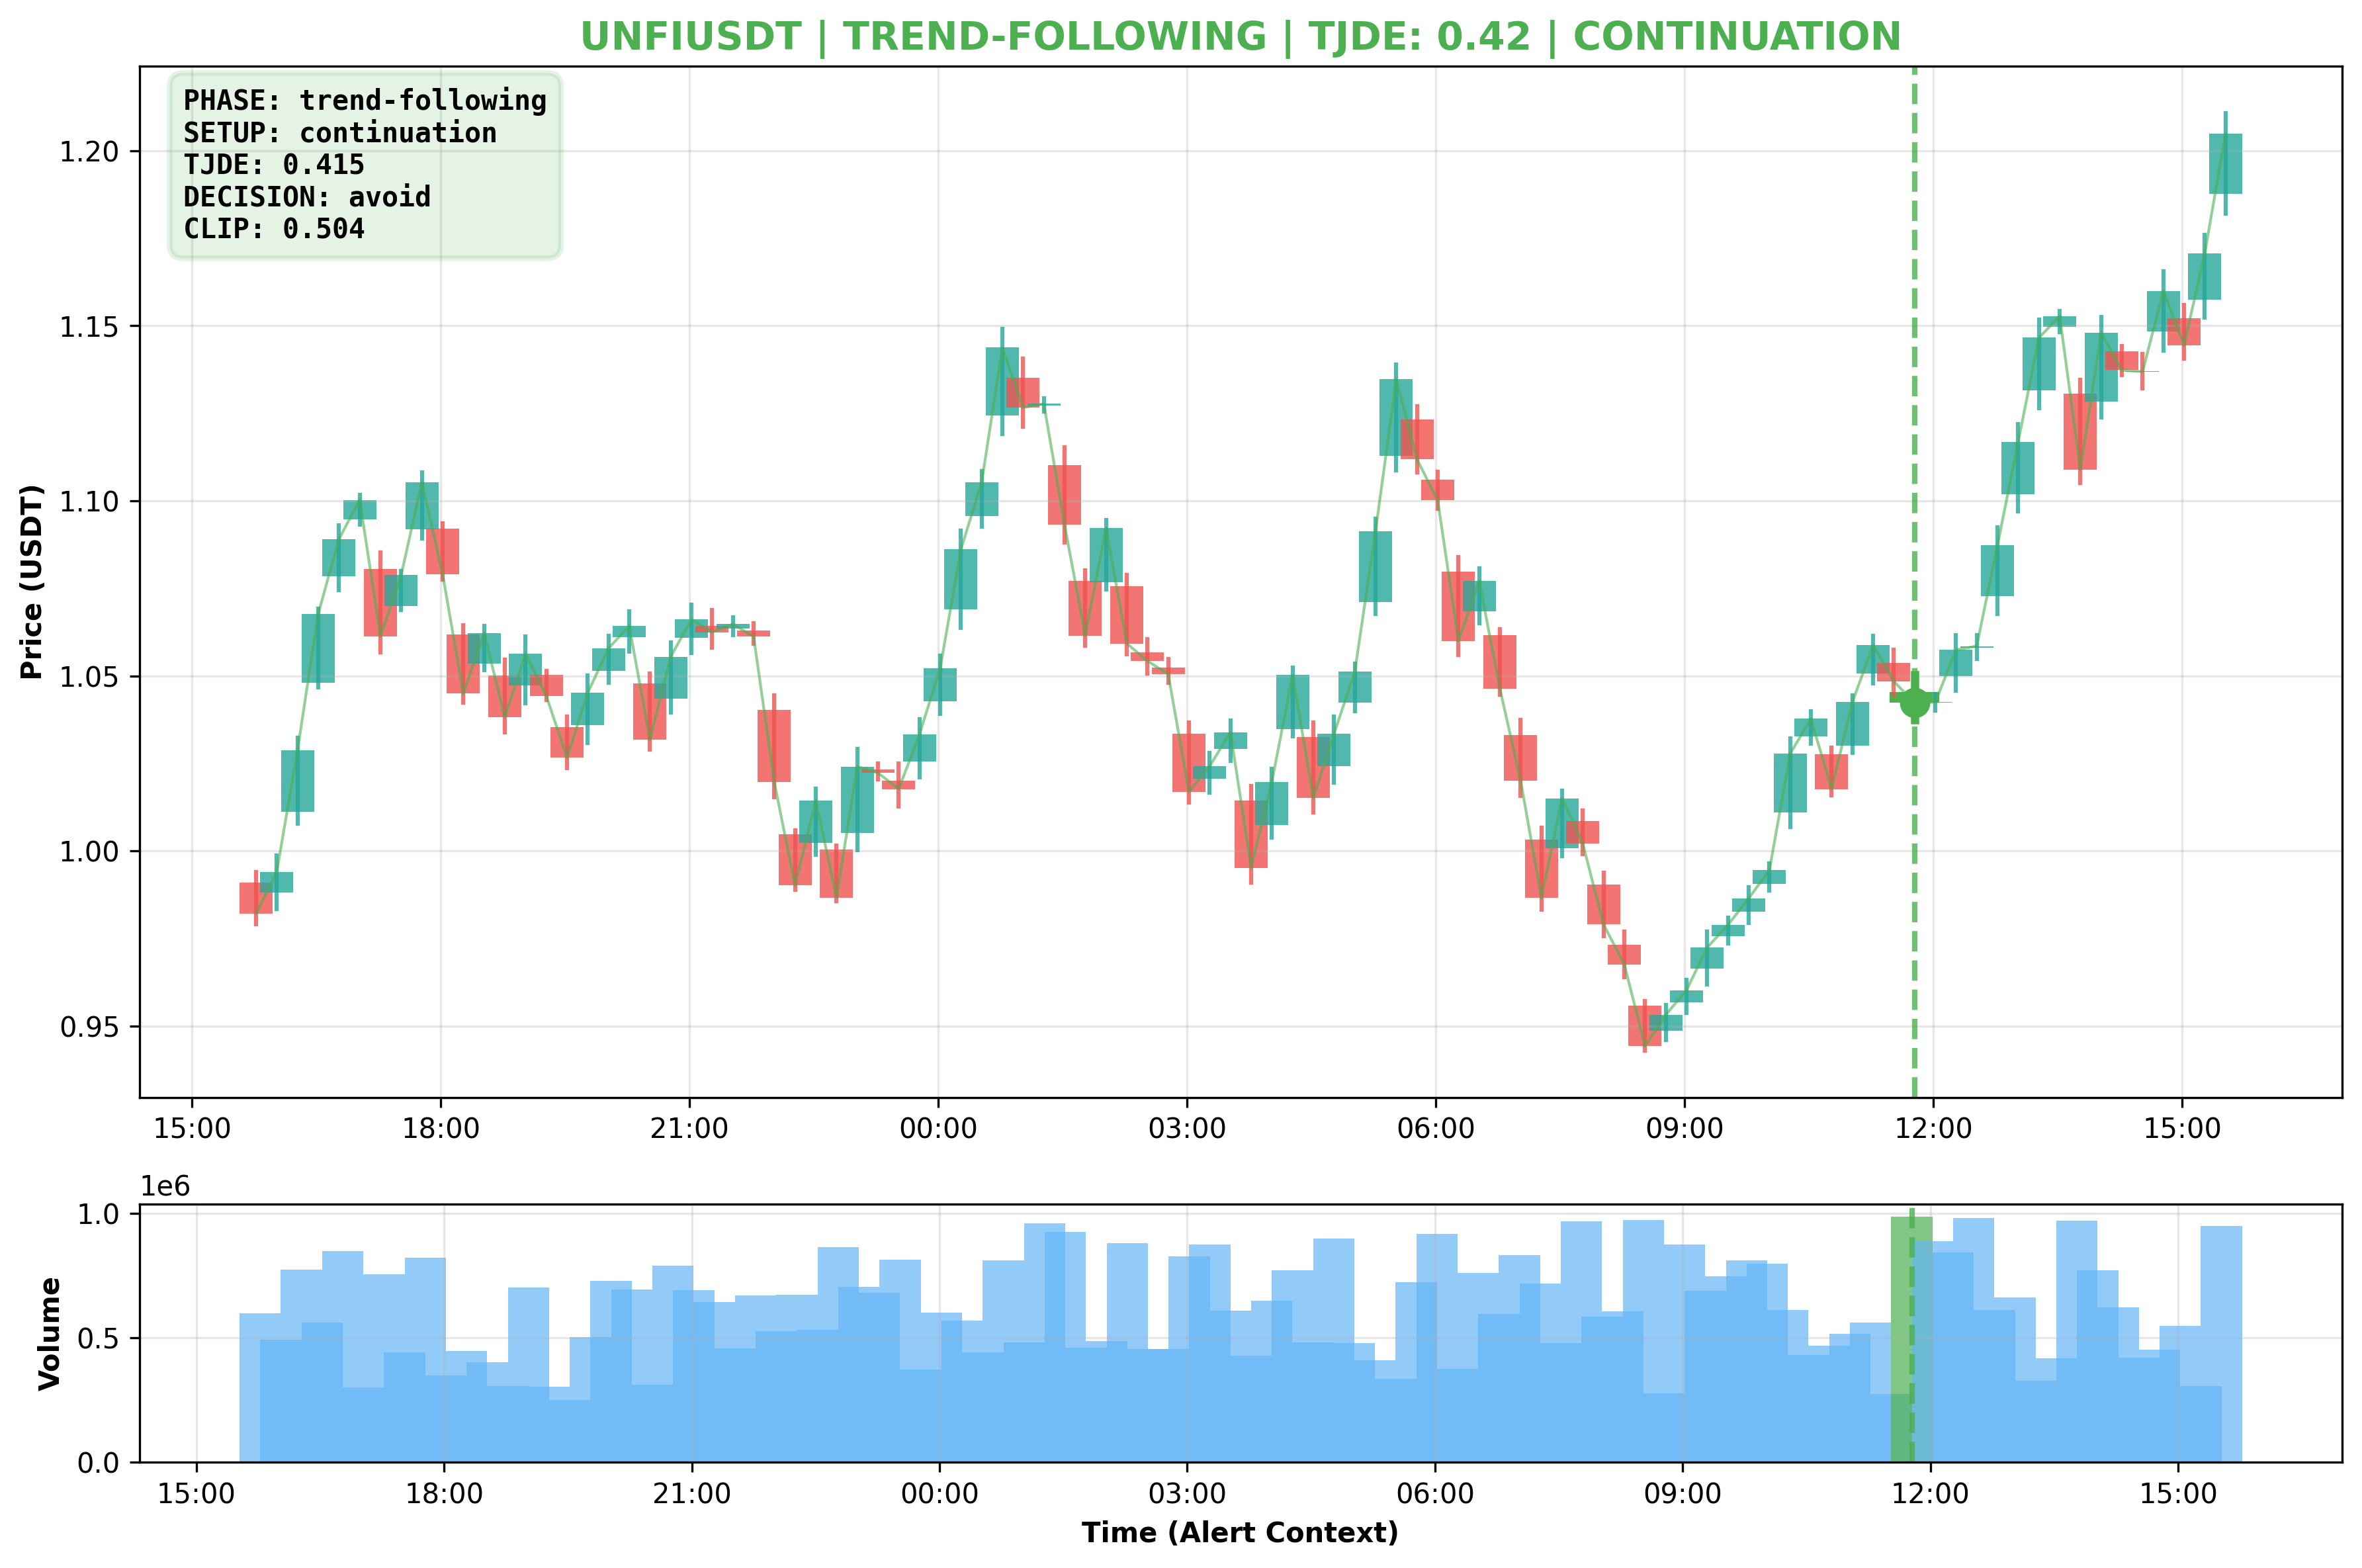 UNFIUSDT | TREND-FOLLOWING | TJDE: 0.42 | CONTINUATION
PHASE: trend-following
SETUP: continuation
TJDE: 0.415
DECISION: avoid
CLIP: 0.504
Price (USDT)
1.20
1.15
1.10
1.05
1.00
0.95
15:00 18:00 21:00 00:00 03:00 06:00 09:00 12:00 15:00
1e6
Volume
1.0
0.5
0.0
15:00 18:00 21:00 00:00 03:00 06:00 09:00 12:00 15:00
Time (Alert Context)